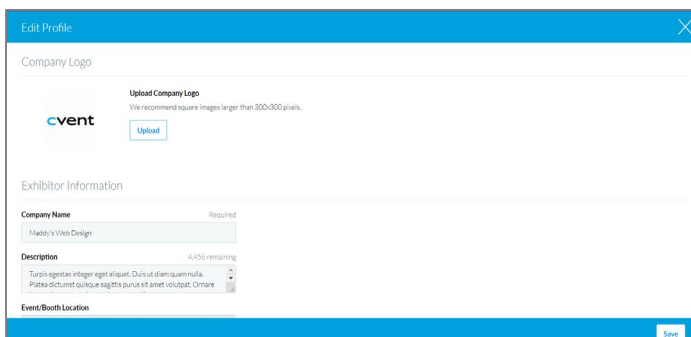 Edit Profile
Company Logo
Upload Company Logo
We recommend square images larger than 300x300 pixels.
cvent
Upload
Exhibitor Information
Company Name Required
Maddy's Web Design
Description 4,456 remaining
Turpis egestas integer eget aliquet. Duis ut diam quam nulla.
Platea dictumst quisque sagittis purus sit amet volutpat. Ornare
Event/Booth Location
Save